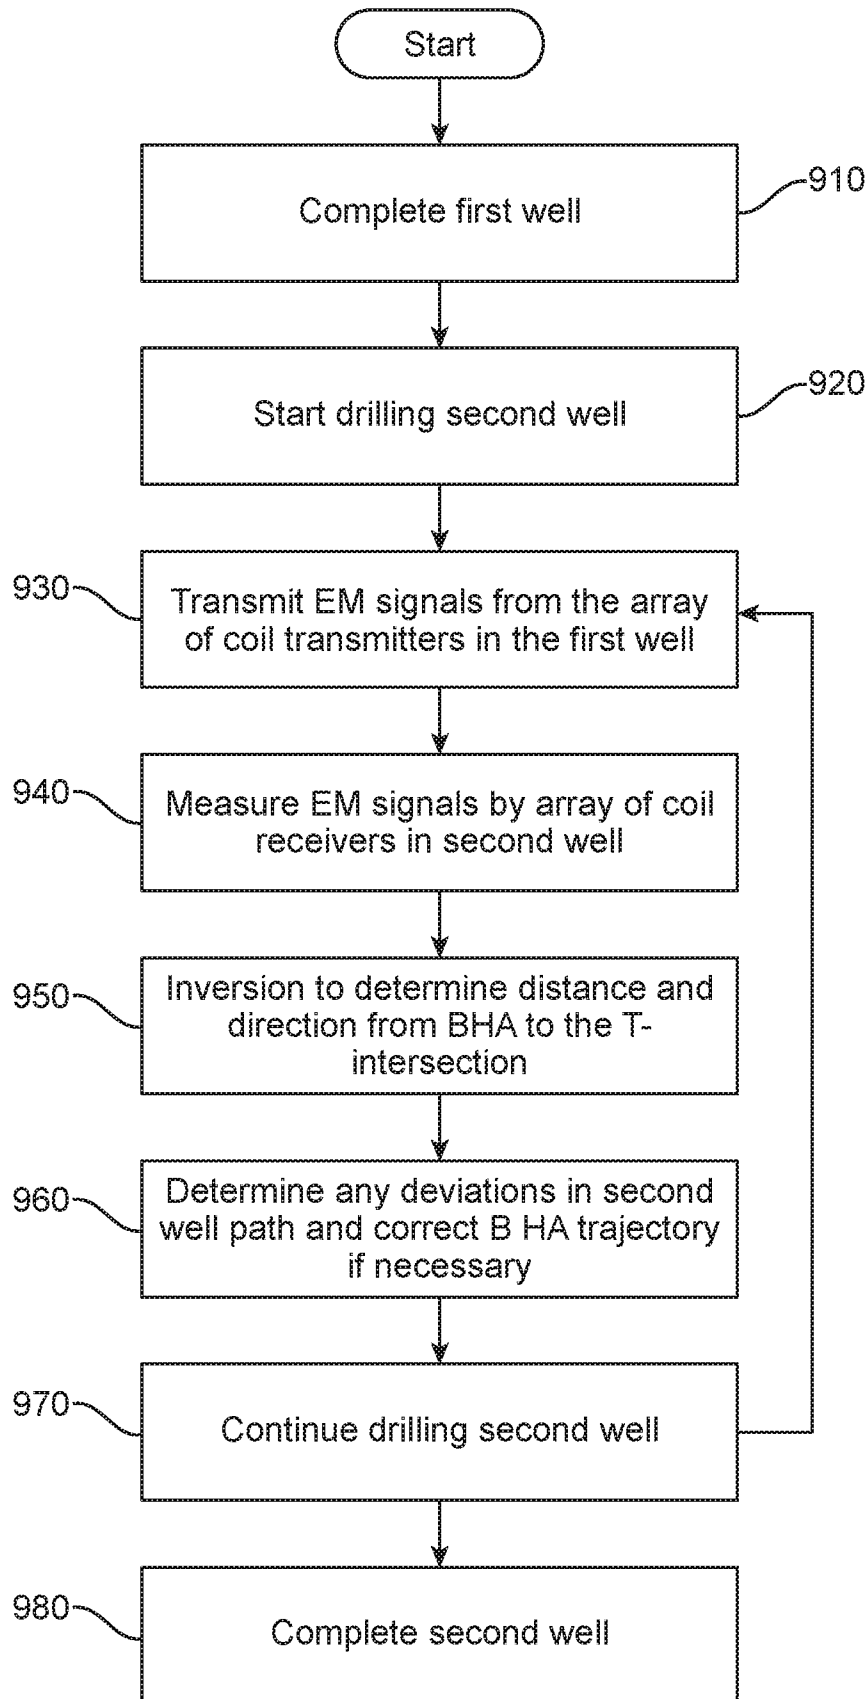 Start
Complete first well
910
Start drilling second well
920
930
Transmit EM signals from the array
of coil transmitters in the first well
940
Measure EM signals by array of coil
receivers in second well
950
Inversion to determine distance and
direction from BHA to the T-
intersection
960
Determine any deviations in second
well path and correct B HA trajectory
if necessary
970
Continue drilling second well
980
Complete second well